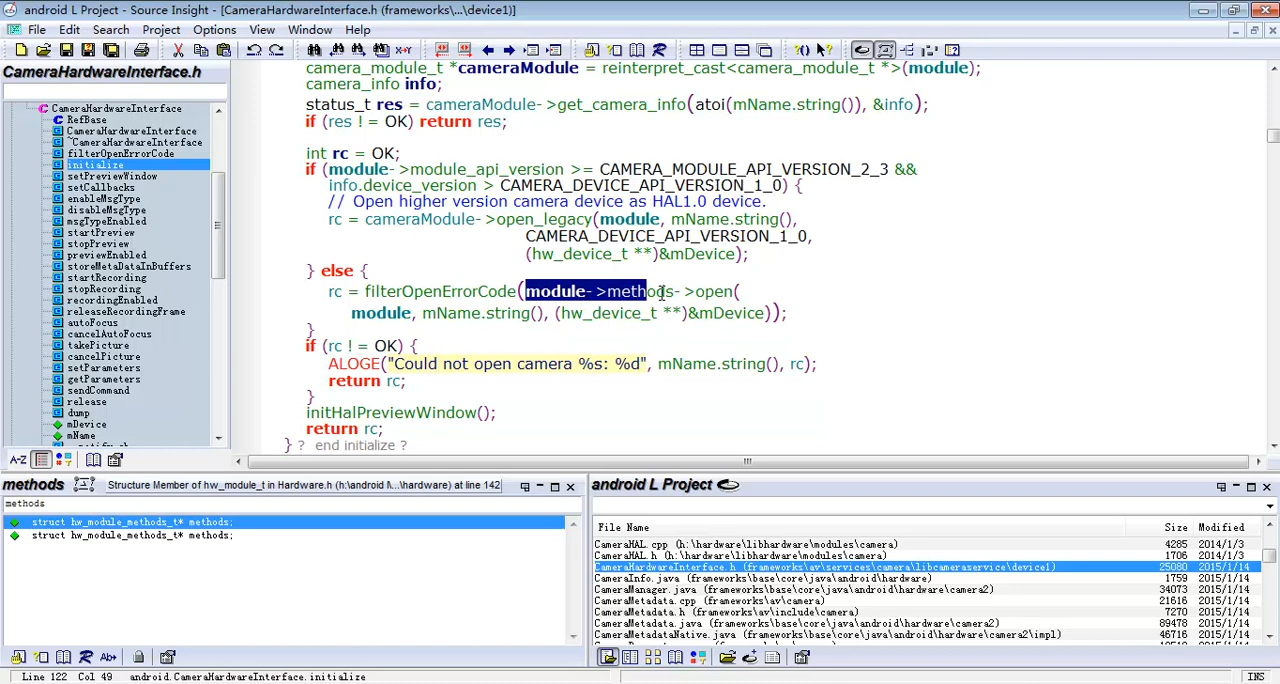 android L Project - Source Insight - [CameraHardwareInterface.h (frameworks\...\device1)]
File Edit Search Project Options View Window Help
CameraHardwareInterface.h
CameraHardwareInterface
RefBase
CameraHardwareInterface
~CameraHardwareInterface
filterOpenErrorCode
initialize
setPreviewWindow
setCallbacks
enableMsgType
disableMsgType
msgTypeEnabled
startPreview
stopPreview
previewEnabled
storeMetaDataInBuffers
startRecording
stopRecording
recordingEnabled
releaseRecordingFrame
autoFocus
cancelAutoFocus
takePicture
cancelPicture
setParameters
getParameters
sendCommand
release
dump
mDevice
mName
camera_module_t *cameraModule = reinterpret_cast<camera_module_t *>(module);
camera_info info;
status_t res = cameraModule->get_camera_info(atoi(mName.string()), &info);
if (res != OK) return res;
int rc = OK;
if (module->module_api_version >= CAMERA_MODULE_API_VERSION_2_3 &&
info.device_version > CAMERA_DEVICE_API_VERSION_1_0) {
// Open higher version camera device as HAL1.0 device.
rc = cameraModule->open_legacy(module, mName.string(),
CAMERA_DEVICE_API_VERSION_1_0,
(hw_device_t **)&mDevice);
} else {
rc = filterOpenErrorCode(module->methods->open(
module, mName.string(), (hw_device_t **)&mDevice));
}
if (rc != OK) {
ALOGE("Could not open camera %s: %d", mName.string(), rc);
return rc;
}
initHalPreviewWindow();
return rc;
} ? end initialize ?
A-Z
methods Structure Member of hw_module_t in Hardware.h (h:\android l\...\hardware) at line 142
methods
struct hw_module_methods_t* methods;
struct hw_module_methods_t* methods;
android L Project
File Name Size Modified
CameraHAL.cpp (h:\hardware\libhardware\modules\camera) 4285 2014/1/3
CameraHAL.h (h:\hardware\libhardware\modules\camera) 1706 2014/1/3
CameraHardwareInterface.h (frameworks\av\services\camera\libcameraservice\device1) 25080 2015/1/14
CameraInfo.java (frameworks\base\core\java\android\hardware) 1759 2015/1/14
CameraManager.java (frameworks\base\core\java\android\hardware\camera2) 34073 2015/1/14
CameraMetadata.cpp (frameworks\av\camera) 21616 2015/1/14
CameraMetadata.h (frameworks\av\include\camera) 7270 2015/1/14
CameraMetadata.java (frameworks\base\core\java\android\hardware\camera2) 89478 2015/1/14
CameraMetadataNative.java (frameworks\base\core\java\android\hardware\camera2\impl) 46716 2015/1/14
Line 122 Col 49 android.CameraHardwareInterface.initialize INS